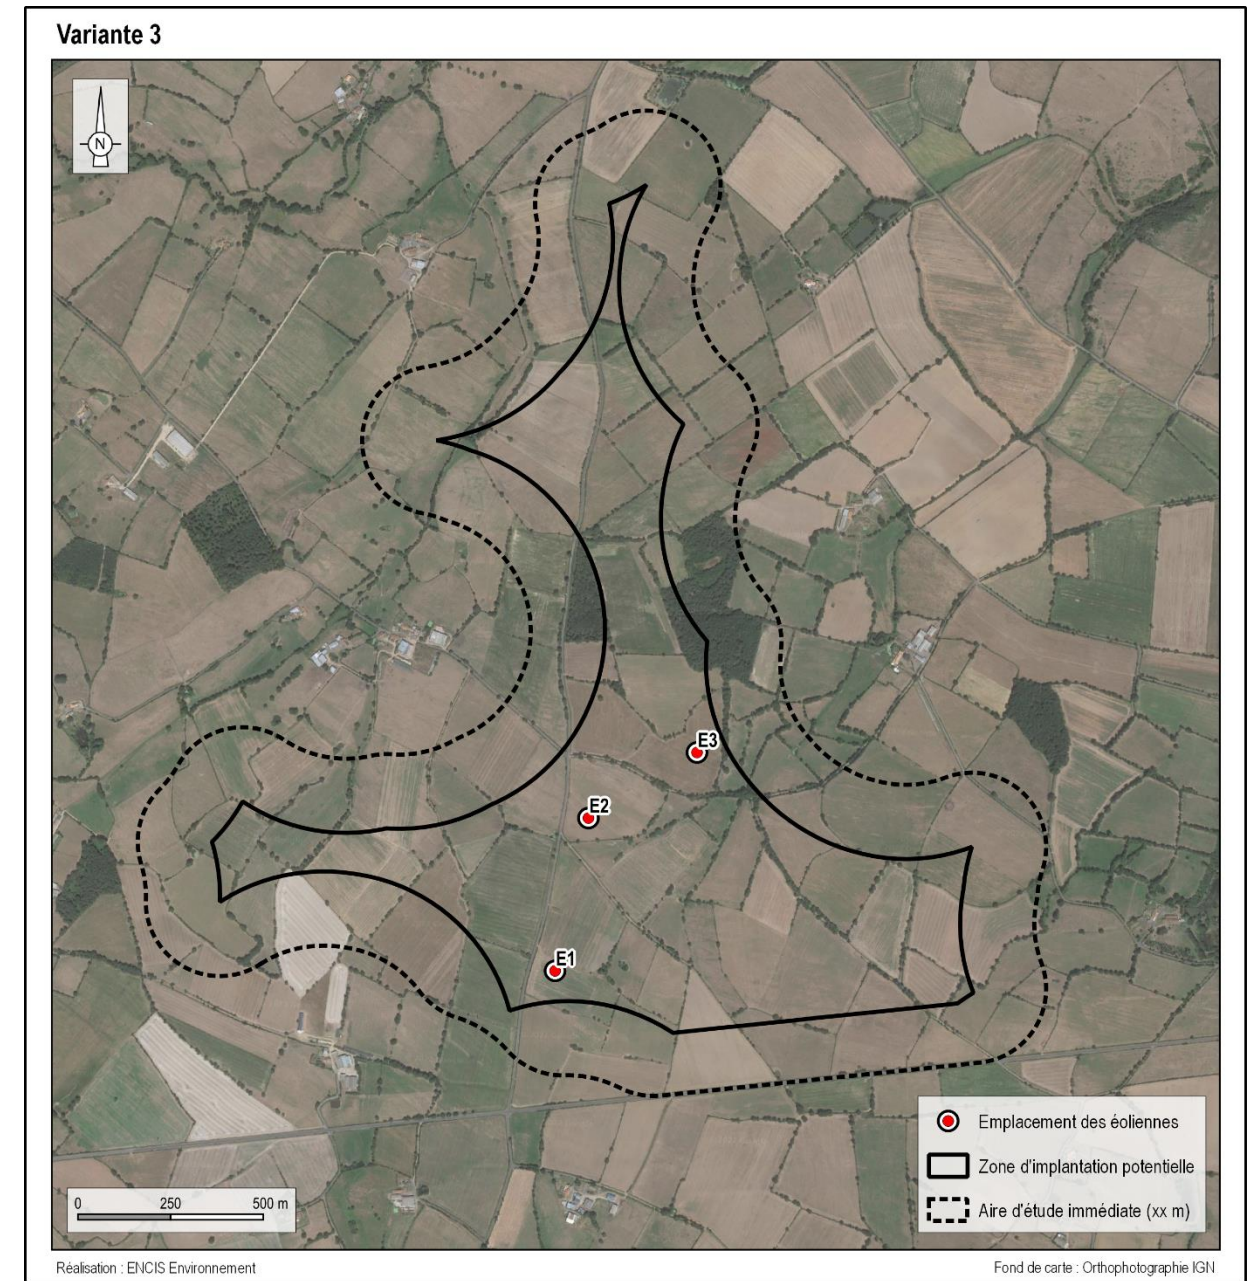 Variante 3
N
E3
E2
E1
Emplacement des éoliennes
Zone d'implantation potentielle
Aire d'étude immédiate (xx m)
0 250 500 m
Réalisation : ENCIS Environnement
Fond de carte : Orthophotographie IGN